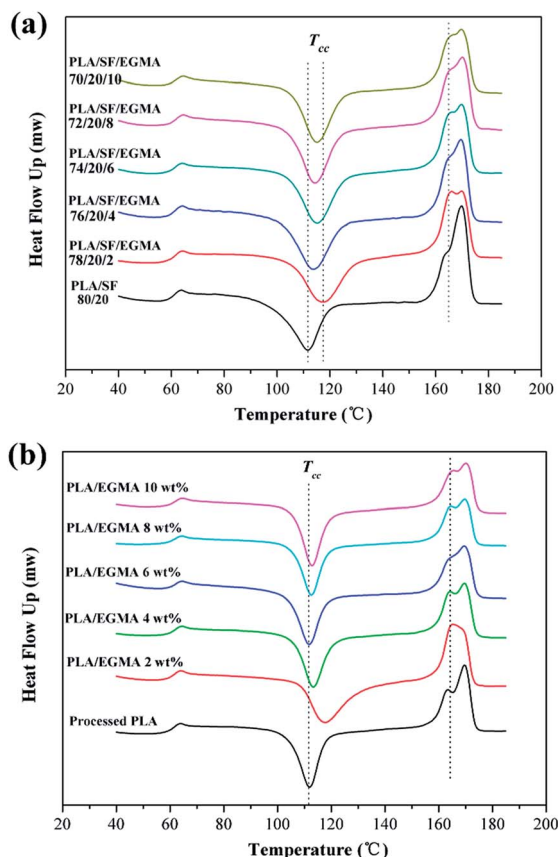 (a)
Tcc
PLA/SF/EGMA
70/20/10
PLA/SF/EGMA
72/20/8
PLA/SF/EGMA
74/20/6
PLA/SF/EGMA
76/20/4
PLA/SF/EGMA
78/20/2
PLA/SF
80/20
Heat Flow Up (mw)
20 40 60 80 100 120 140 160 180 200
Temperature (℃)
(b)
Tcc
PLA/EGMA 10 wt%
PLA/EGMA 8 wt%
PLA/EGMA 6 wt%
PLA/EGMA 4 wt%
PLA/EGMA 2 wt%
Processed PLA
Heat Flow Up (mw)
20 40 60 80 100 120 140 160 180 200
Temperature (℃)